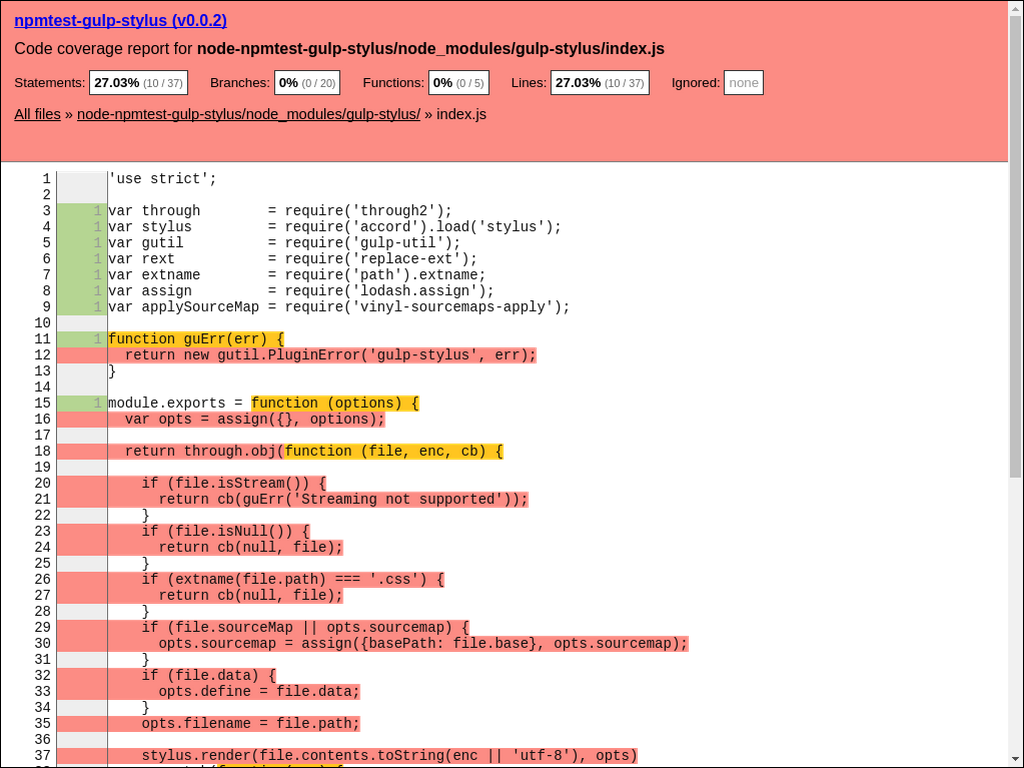 npmtest-gulp-stylus (v0.0.2)
Code coverage report for node-npmtest-gulp-stylus/node_modules/gulp-stylus/index.js
Statements: 27.03% (10 / 37) Branches: 0% (0 / 20) Functions: 0% (0 / 5) Lines: 27.03% (10 / 37) Ignored: none
All files » node-npmtest-gulp-stylus/node_modules/gulp-stylus/ » index.js
1 'use strict';
2
3 1 var through        = require('through2');
4 1 var stylus         = require('accord').load('stylus');
5 1 var gutil          = require('gulp-util');
6 1 var rext           = require('replace-ext');
7 1 var extname        = require('path').extname;
8 1 var assign         = require('lodash.assign');
9 1 var applySourceMap = require('vinyl-sourcemaps-apply');
10
11 1 function guErr(err) {
12   return new gutil.PluginError('gulp-stylus', err);
13 }
14
15 1 module.exports = function (options) {
16   var opts = assign({}, options);
17
18   return through.obj(function (file, enc, cb) {
19
20     if (file.isStream()) {
21       return cb(guErr('Streaming not supported'));
22     }
23     if (file.isNull()) {
24       return cb(null, file);
25     }
26     if (extname(file.path) === '.css') {
27       return cb(null, file);
28     }
29     if (file.sourceMap || opts.sourcemap) {
30       opts.sourcemap = assign({basePath: file.base}, opts.sourcemap);
31     }
32     if (file.data) {
33       opts.define = file.data;
34     }
35     opts.filename = file.path;
36
37     stylus.render(file.contents.toString(enc || 'utf-8'), opts)